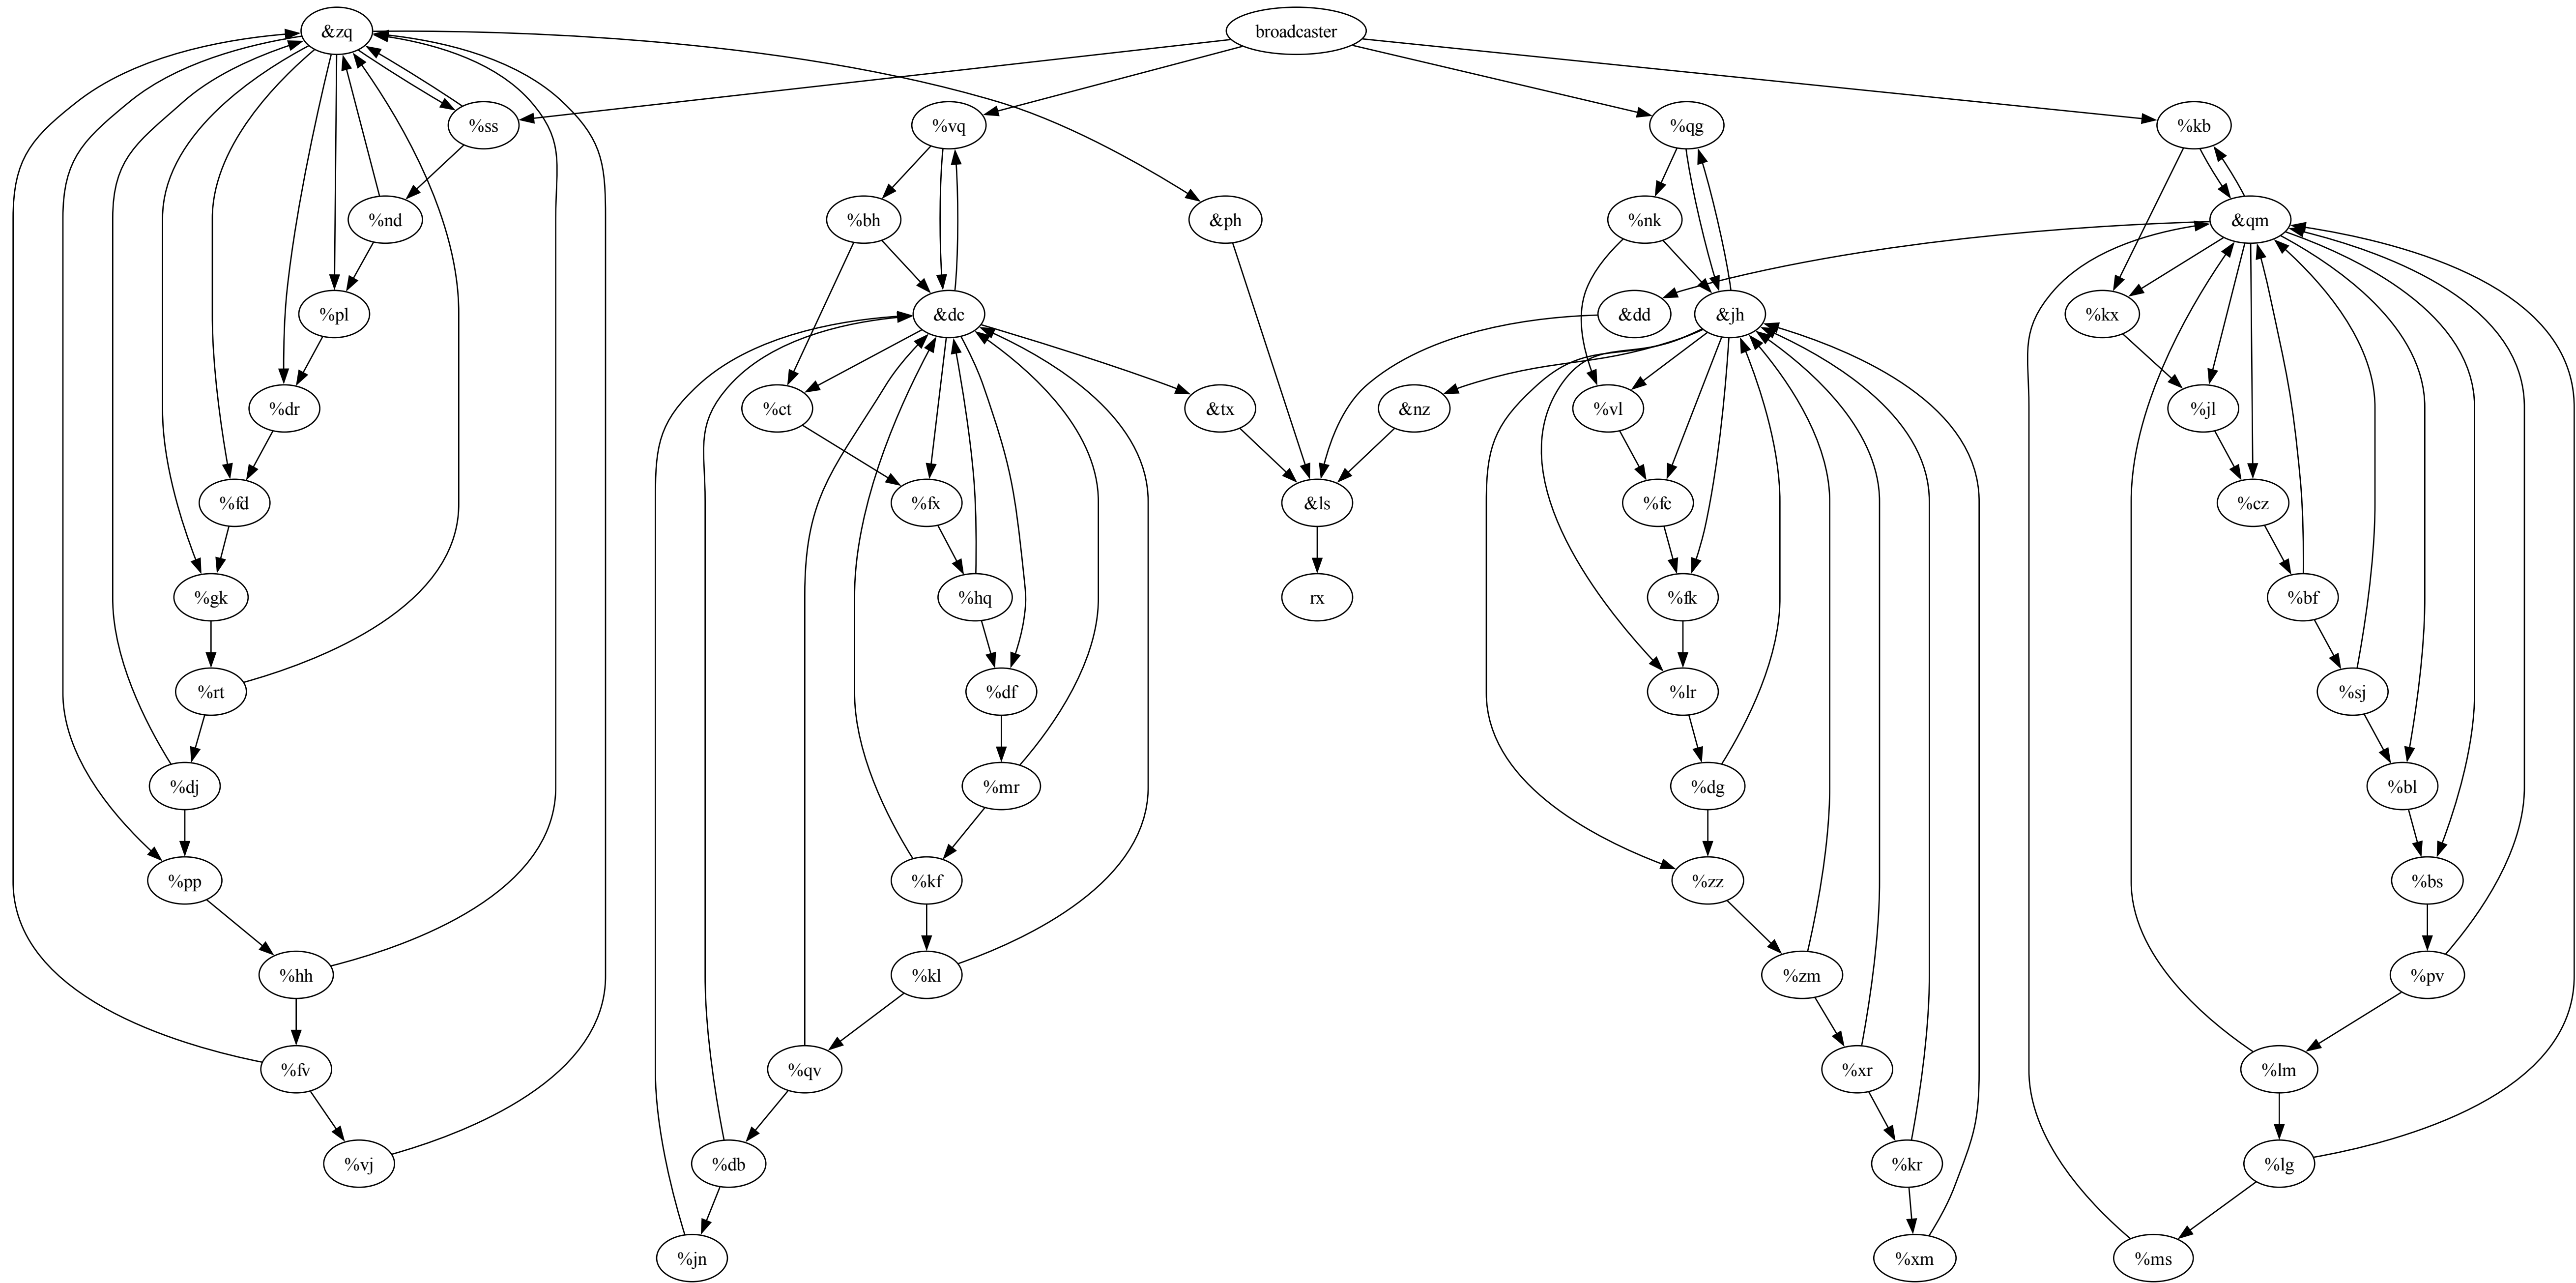 &zq
broadcaster
%ss
%vq
%qg
%kb
%nd
%bh
&ph
%nk
&qm
%pl
&dc
&dd
&jh
%kx
%dr
%ct
&tx
&nz
%vl
%jl
%fd
%fx
&ls
%fc
%cz
%gk
%hq
rx
%fk
%bf
%rt
%df
%lr
%sj
%dj
%mr
%dg
%bl
%pp
%kf
%zz
%bs
%hh
%kl
%zm
%pv
%fv
%qv
%xr
%lm
%vj
%db
%kr
%lg
%jn
%xm
%ms